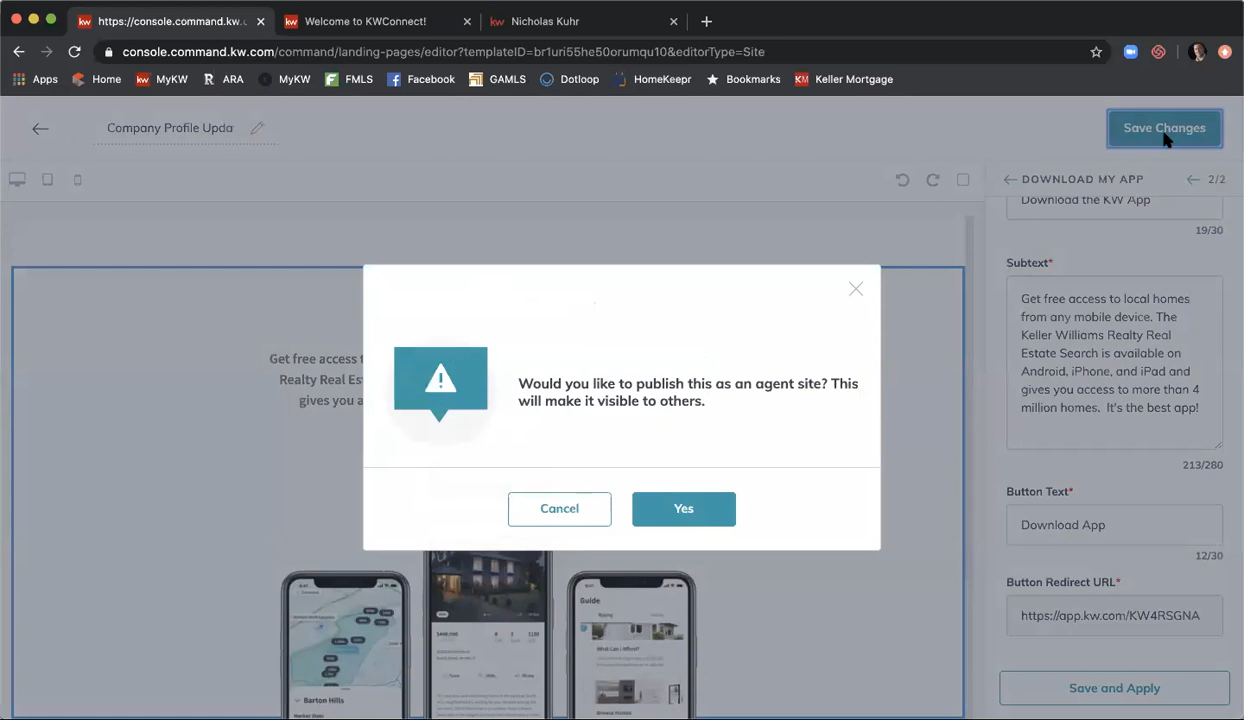 https://console.command.kw.c
Welcome to KWConnect!
Nicholas Kuhr
console.command.kw.com/command/landing-pages/editor?templateID=br1uri55he50orumqu10&editorType=Site
Apps
Home
kw MyKW
R ARA
MyKW
FMLS
Facebook
GAMLS
Dotloop
HomeKeepr
Bookmarks
KM Keller Mortgage
Company Profile Upda
Save Changes
DOWNLOAD MY APP
2/2
Download the KW App
19/30
Subtext*
Get free access to local homes
from any mobile device. The
Keller Williams Realty Real
Estate Search is available on
Android, iPhone, and iPad and
gives you access to more than 4
million homes. It's the best app!
213/280
Button Text*
Download App
12/30
Button Redirect URL*
https://app.kw.com/KW4RSGNA
Save and Apply
Get free access t
Realty Real Est
gives you a
Would you like to publish this as an agent site? This
will make it visible to others.
Cancel
Yes
Barton Hills
Guide